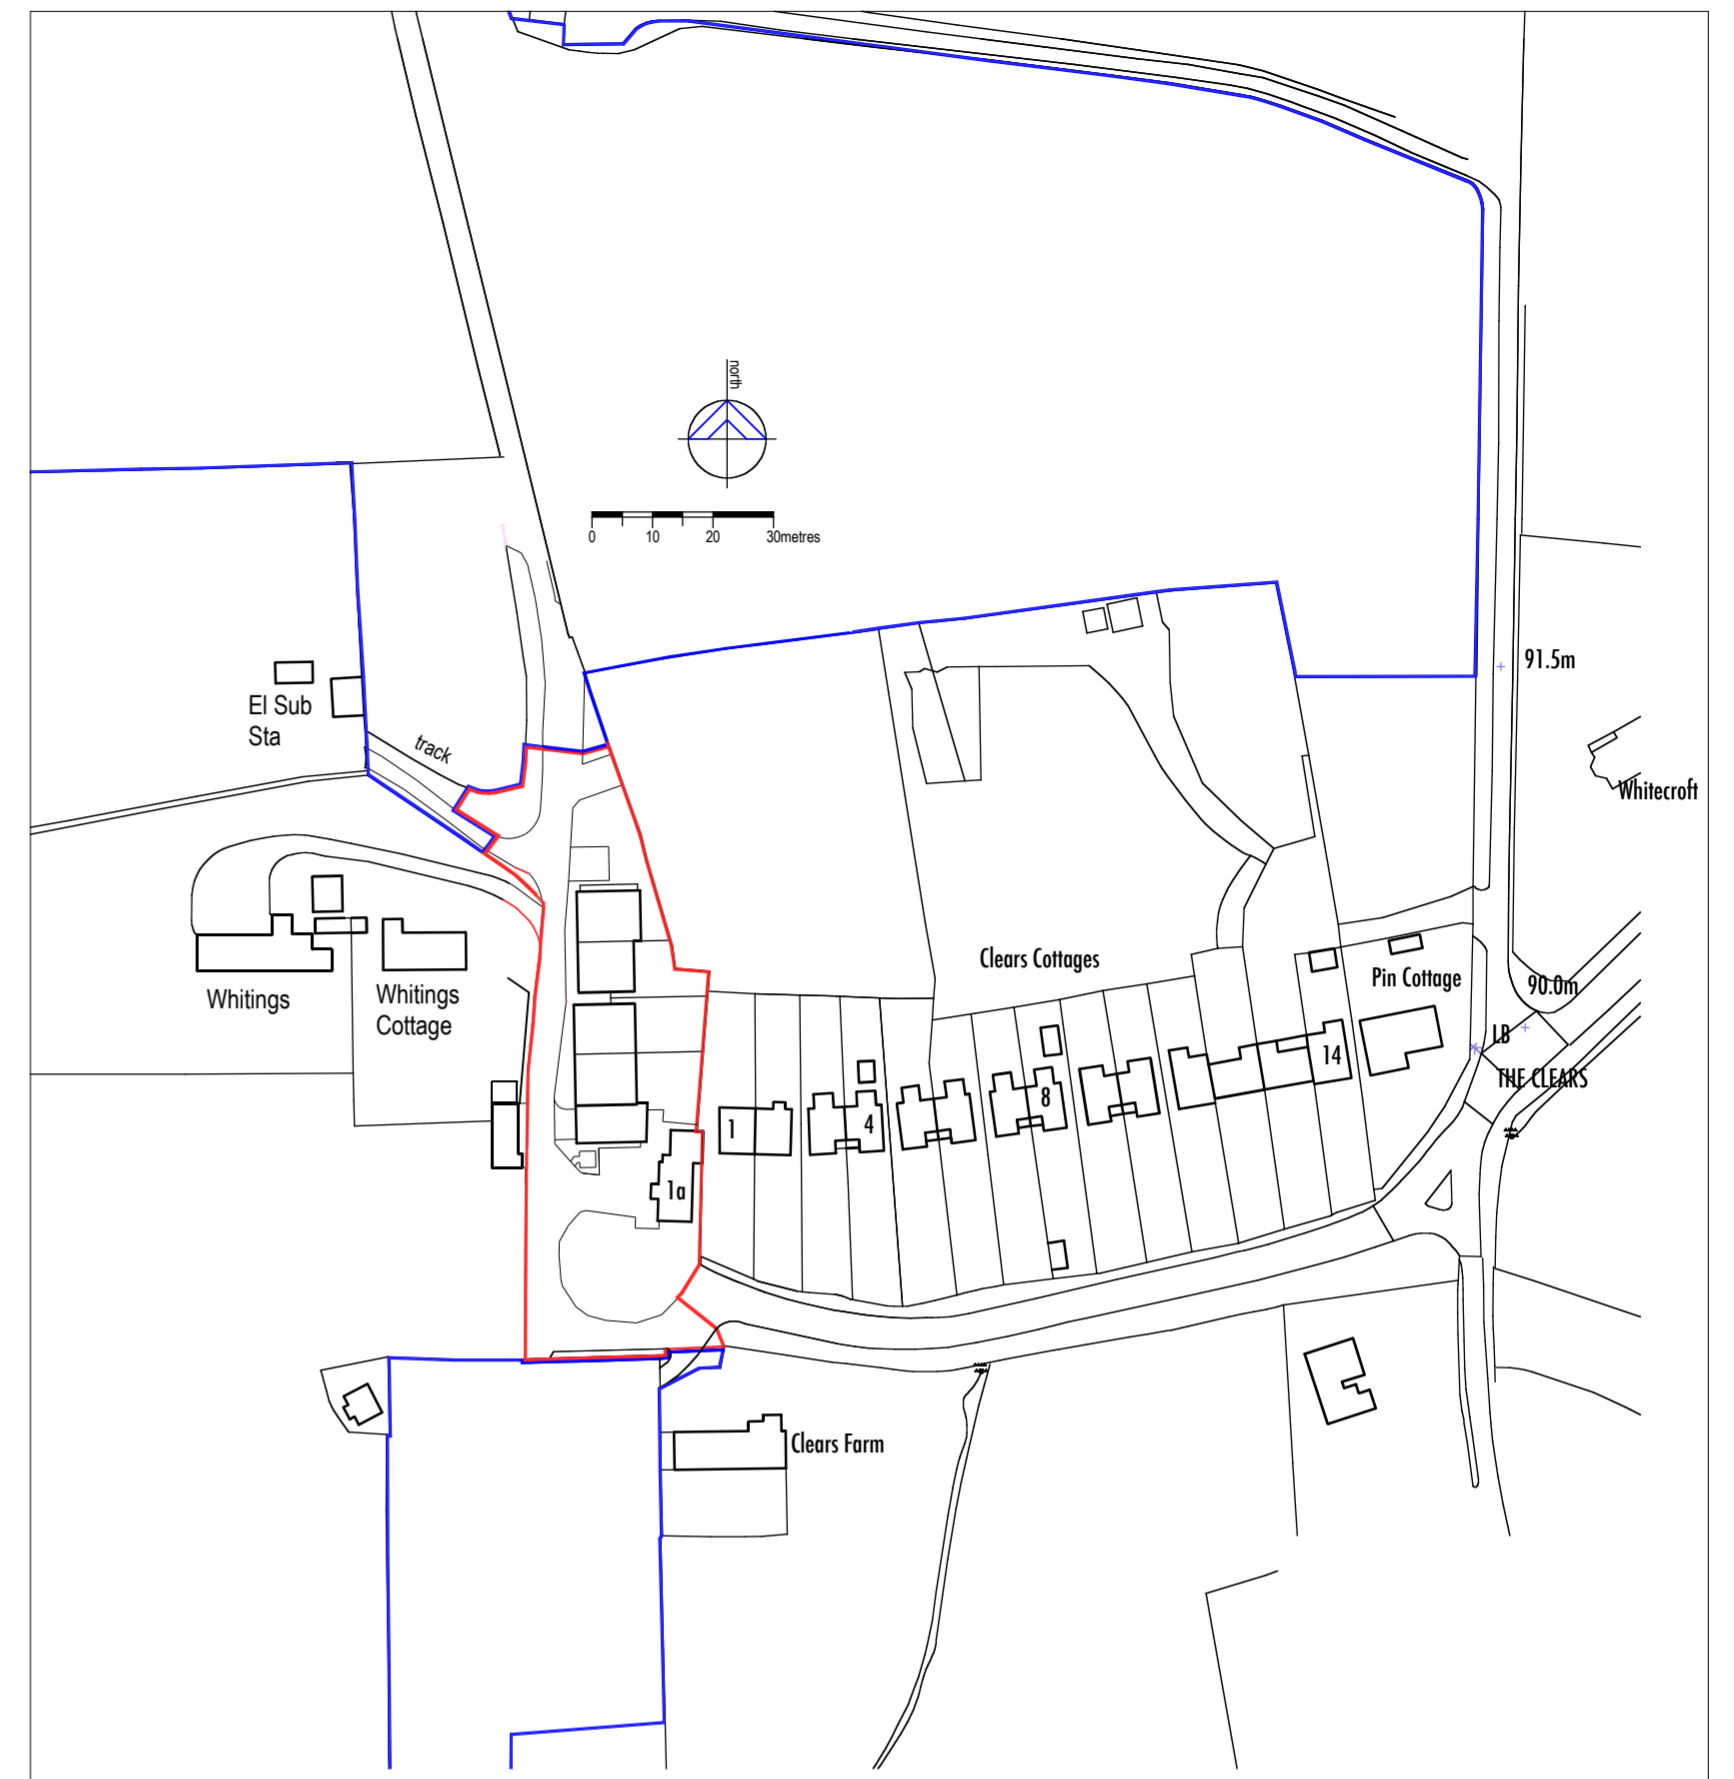 north
0 10 20 30metres
91.5m
El Sub
Sta
track
Whitecroft
Clears Cottages
Pin Cottage
90.0m
Whitings
Whitings
Cottage
LB
14
THE CLEARS
8
4
1
1a
Clears Farm